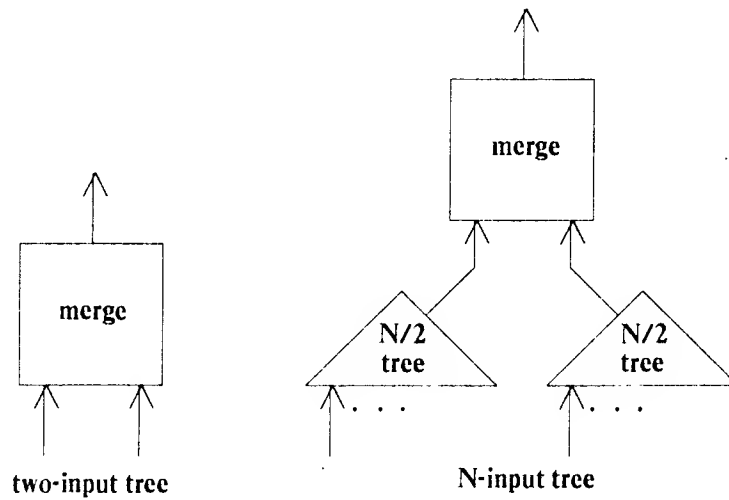 merge
two-input tree
merge
N/2
tree
. . .
N/2
tree
. . .
N-input tree